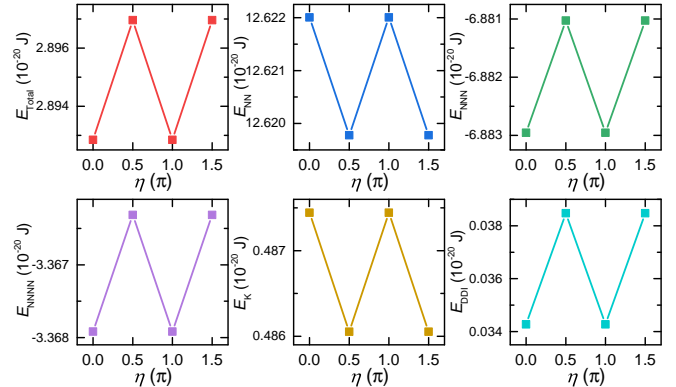 E_Total (10^-20 J)
2.896
2.894
0.0 0.5 1.0 1.5
η (π)
E_NN (10^-20 J)
12.622
12.621
12.620
0.0 0.5 1.0 1.5
η (π)
E_NNN (10^-20 J)
-6.881
-6.882
-6.883
0.0 0.5 1.0 1.5
η (π)
E_NNNN (10^-20 J)
-3.367
-3.368
0.0 0.5 1.0 1.5
η (π)
E_K (10^-20 J)
0.487
0.486
0.0 0.5 1.0 1.5
η (π)
E_DDI (10^-20 J)
0.038
0.036
0.034
0.0 0.5 1.0 1.5
η (π)